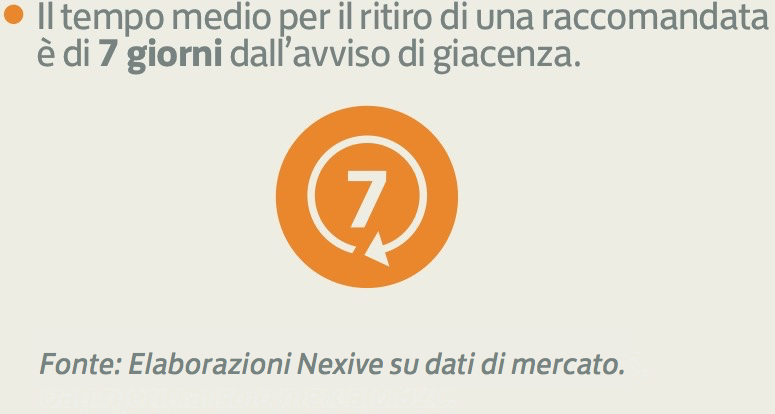 Il tempo medio per il ritiro di una raccomandata
è di 7 giorni dall'avviso di giacenza.
7
Fonte: Elaborazioni Nexive su dati di mercato.